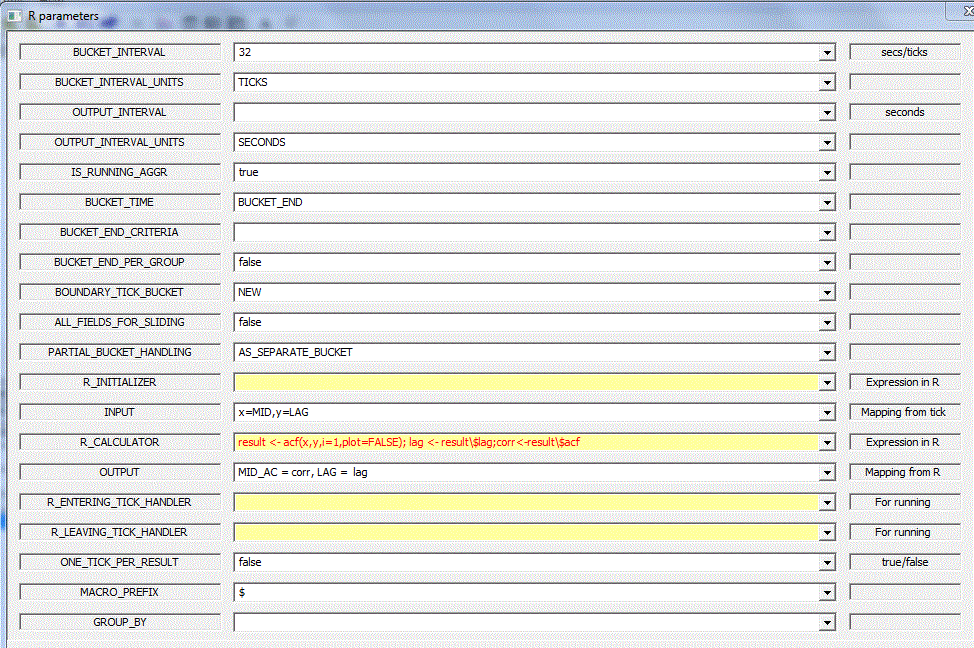 R parameters
BUCKET_INTERVAL 32 secs/ticks
BUCKET_INTERVAL_UNITS TICKS
OUTPUT_INTERVAL seconds
OUTPUT_INTERVAL_UNITS SECONDS
IS_RUNNING_AGGR true
BUCKET_TIME BUCKET_END
BUCKET_END_CRITERIA
BUCKET_END_PER_GROUP false
BOUNDARY_TICK_BUCKET NEW
ALL_FIELDS_FOR_SLIDING false
PARTIAL_BUCKET_HANDLING AS_SEPARATE_BUCKET
R_INITIALIZER Expression in R
INPUT x=MID,y=LAG Mapping from tick
R_CALCULATOR result <- acf(x,y,i=1,plot=FALSE); lag <- result\$lag;corr<-result\$acf Expression in R
OUTPUT MID_AC = corr, LAG = lag Mapping from R
R_ENTERING_TICK_HANDLER For running
R_LEAVING_TICK_HANDLER For running
ONE_TICK_PER_RESULT false true/false
MACRO_PREFIX $
GROUP_BY